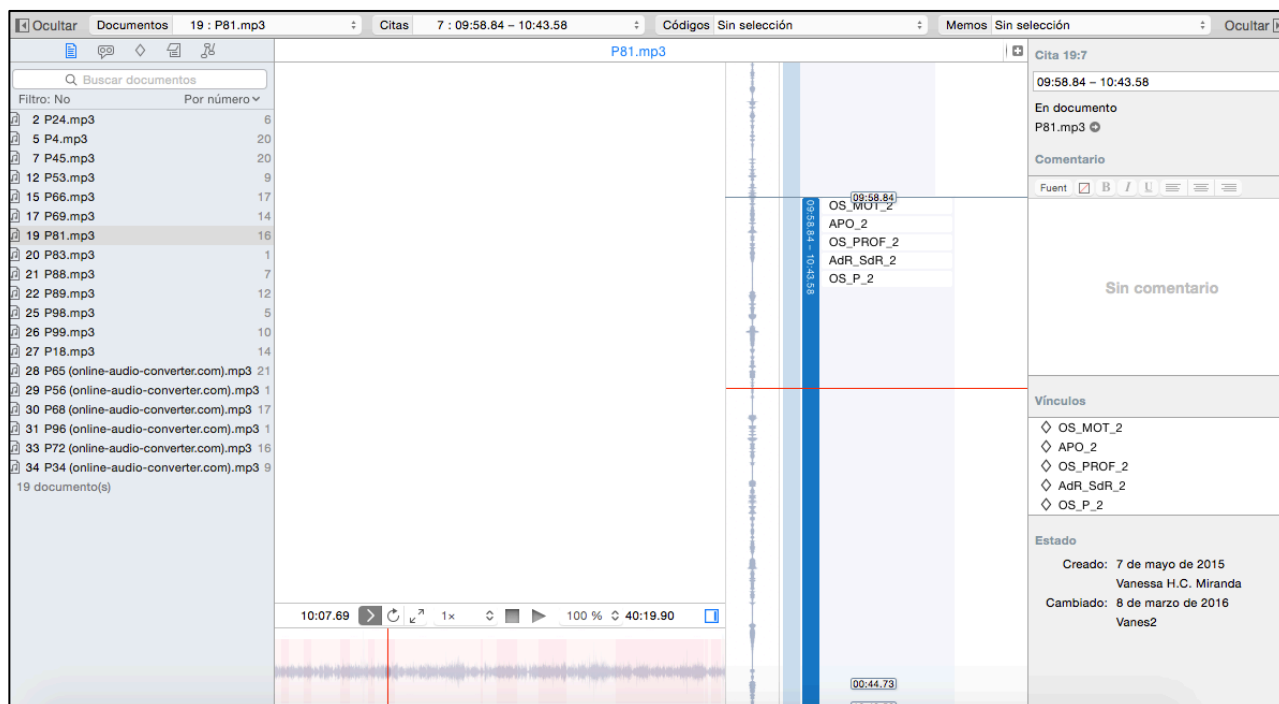 Ocultar Documentos 19 : P81.mp3 Citas 7 : 09:58.84 – 10:43.58 Códigos Sin selección Memos Sin selección Ocultar
P81.mp3
Buscar documentos
Filtro: No Por número
2 P24.mp3 6
5 P4.mp3 20
7 P45.mp3 20
12 P53.mp3 9
15 P66.mp3 17
17 P69.mp3 14
19 P81.mp3 16
20 P83.mp3 1
21 P88.mp3 7
22 P89.mp3 12
25 P98.mp3 5
26 P99.mp3 10
27 P18.mp3 14
28 P65 (online-audio-converter.com).mp3 21
29 P56 (online-audio-converter.com).mp3 1
30 P68 (online-audio-converter.com).mp3 17
31 P96 (online-audio-converter.com).mp3 1
33 P72 (online-audio-converter.com).mp3 16
34 P34 (online-audio-converter.com).mp3 9
19 documento(s)
09:58.84
09:58.84 – 10:43.58
OS_MOT_2
APO_2
OS_PROF_2
AdR_SdR_2
OS_P_2
00:44.73
10:07.69 1× 100 % 40:19.90
Cita 19:7
09:58.84 – 10:43.58
En documento
P81.mp3
Comentario
Fuent B I U
Sin comentario
Vínculos
OS_MOT_2
APO_2
OS_PROF_2
AdR_SdR_2
OS_P_2
Estado
Creado: 7 de mayo de 2015
Vanessa H.C. Miranda
Cambiado: 8 de marzo de 2016
Vanes2